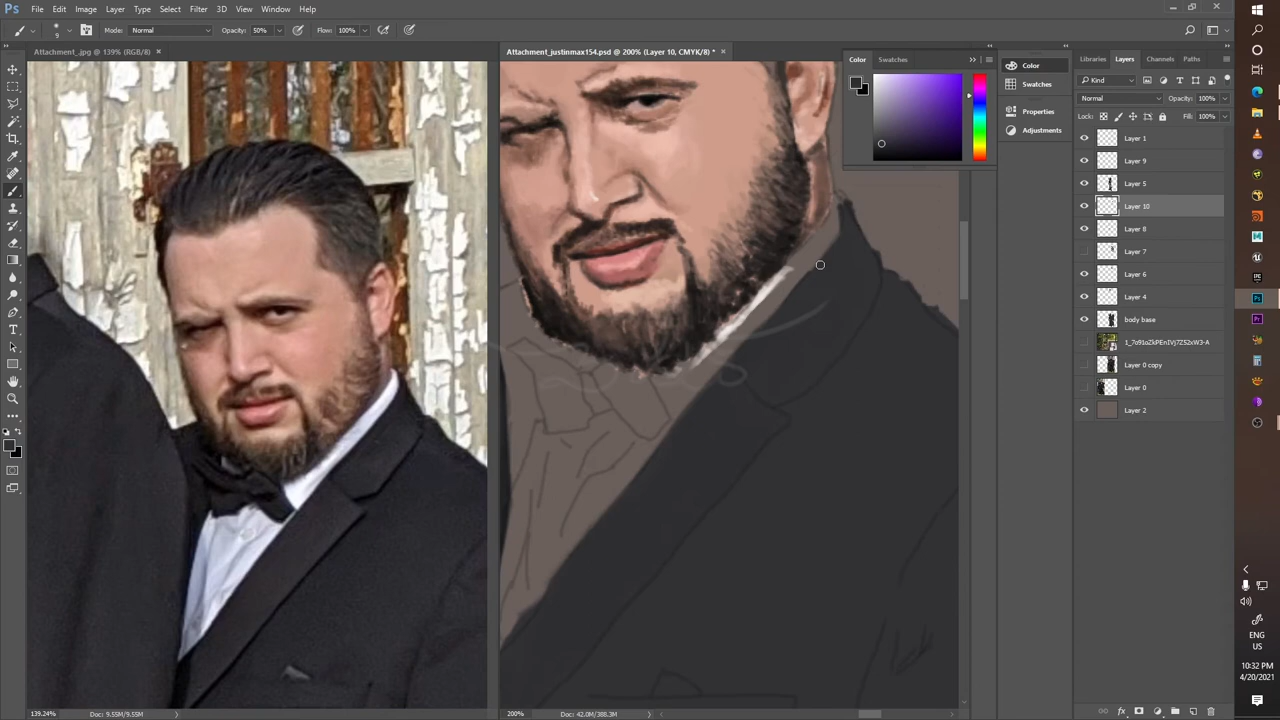 Ps File Edit Image Layer Type Select Filter 3D View Window Help
9 Mode: Normal Opacity: 50% Flow: 100%
Attachment_.jpg @ 139% (RGB/8) ×
Attachment_justinmax154.psd @ 200% (Layer 10, CMYK/8) * ×
Color Swatches
Color
Swatches
Properties
Adjustments
Libraries Layers Channels Paths
Kind
Normal Opacity: 100%
Lock: Fill: 100%
Layer 1
Layer 9
Layer 5
Layer 10
Layer 8
Layer 7
Layer 6
Layer 4
body base
1_7o91oZkPEn1Vj7Z52xW3-A
Layer 0 copy
Layer 0
Layer 2
fx
139.24% Doc: 9.55M/9.55M
200% Doc: 42.0M/388.3M
ENG
US
10:32 PM
4/20/2021